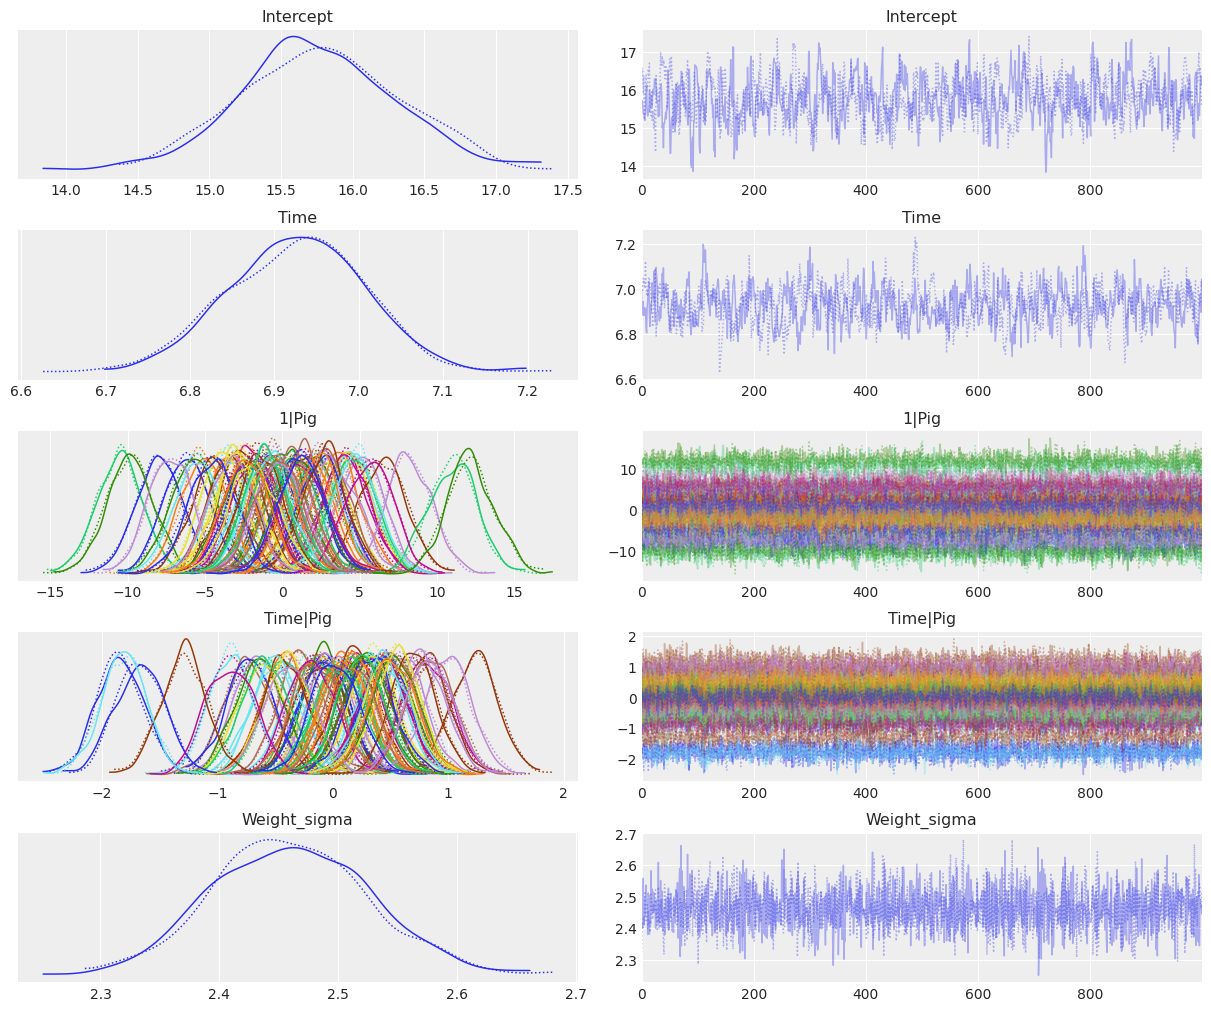 Intercept
Intercept
14.0 14.5 15.0 15.5 16.0 16.5 17.0 17.5
17
16
15
14
0 200 400 600 800
Time
Time
6.6 6.7 6.8 6.9 7.0 7.1 7.2
7.2
7.0
6.8
6.6
0 200 400 600 800
1|Pig
1|Pig
−15 −10 −5 0 5 10 15
10
0
−10
0 200 400 600 800
Time|Pig
Time|Pig
−2 −1 0 1 2
2
1
0
−1
−2
0 200 400 600 800
Weight_sigma
Weight_sigma
2.3 2.4 2.5 2.6 2.7
2.7
2.6
2.5
2.4
2.3
0 200 400 600 800